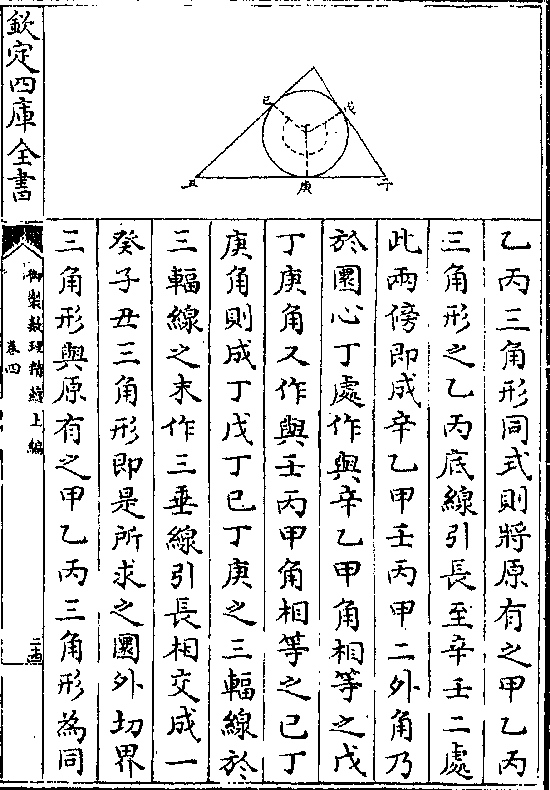 乙丙三角形同式則將原有之甲乙丙
三角形之乙丙底線引長至辛壬二處
此兩傍即成辛乙甲壬丙甲二外角乃
於圜心丁處作與辛乙甲角相等之戊
丁庚角又作與壬丙甲角相等之已丁
庚角則成丁戊丁已丁庚之三輻線於
三輻線之末作三垂線引長相交成一
癸子丑三角形即是所求之圜外切界
三角形與原有之甲乙丙三角形為同
已
戊
丁
丑
庚
子
欽定四庫全書
御製數理精蘊上編
卷四